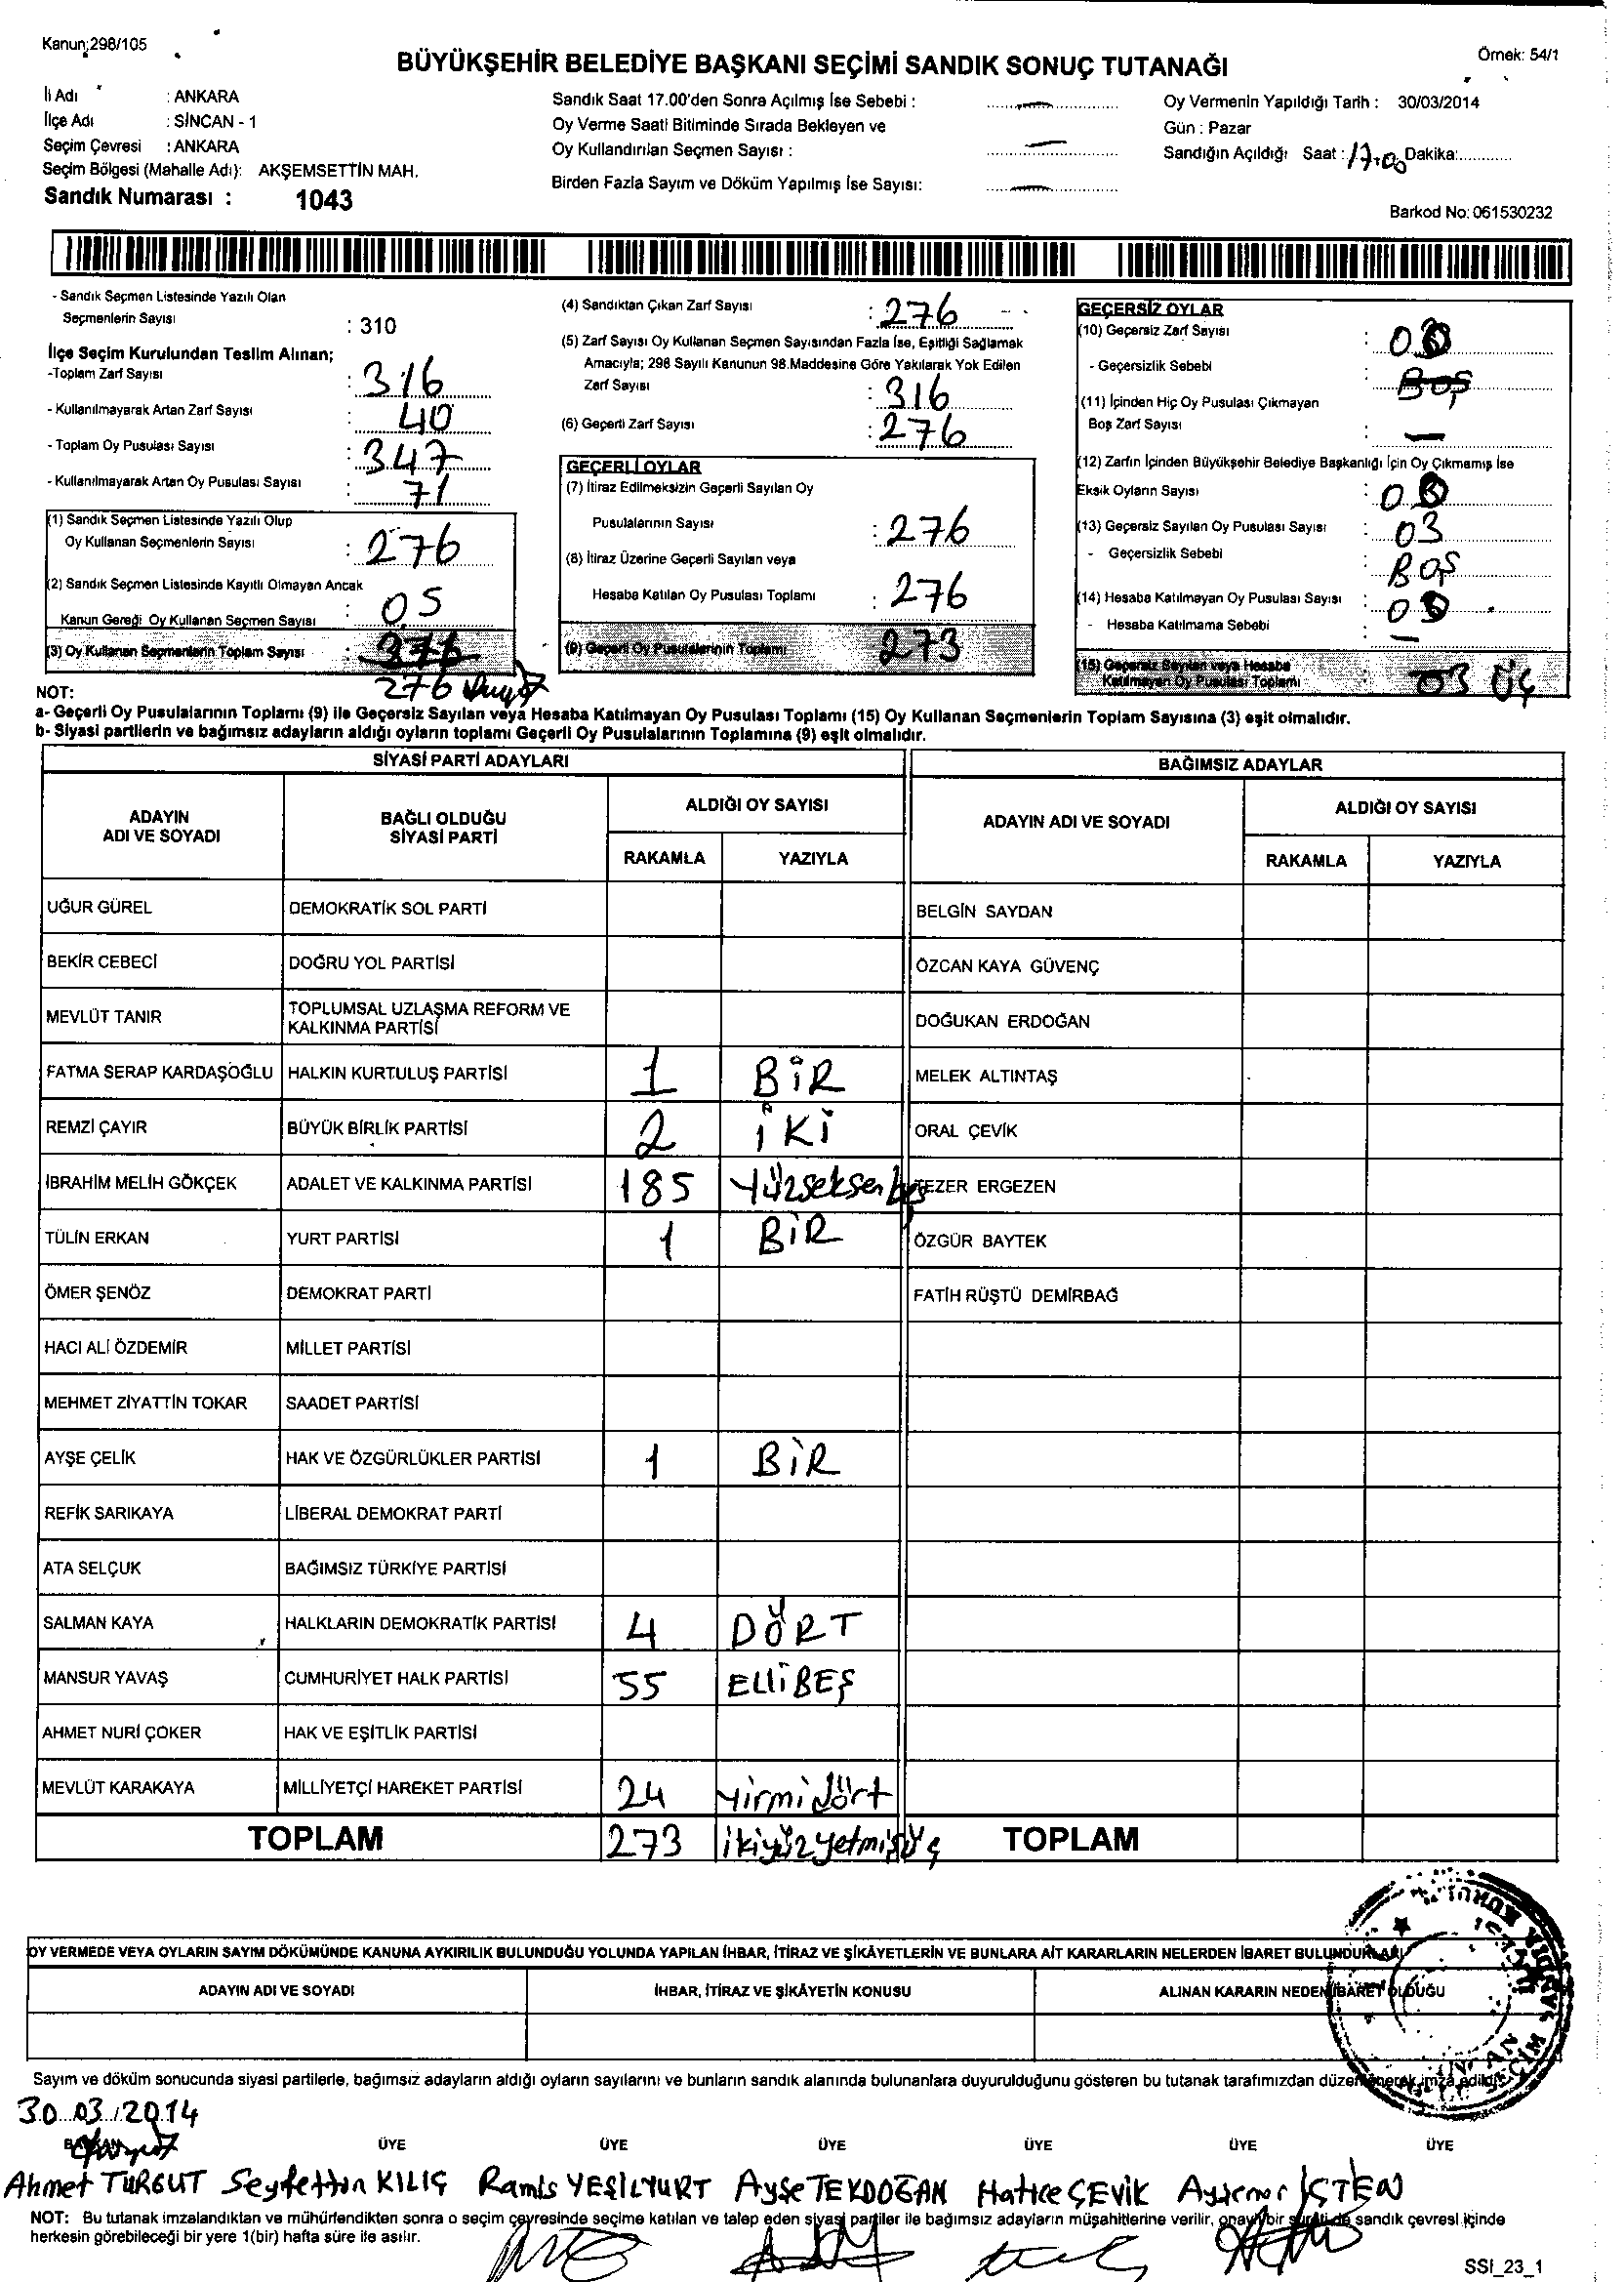 Kanun;298/105
Örnek: 54/1
BÜYÜKŞEHİR BELEDİYE BAŞKANI SEÇİMİ SANDIK SONUÇ TUTANAĞI
İli Adı : ANKARA
İlçe Adı : SİNCAN - 1
Seçim Çevresi : ANKARA
Seçim Bölgesi (Mahalle Adı): AKŞEMSETTİN MAH.
Sandık Numarası : 1043
Sandık Saat 17.00'den Sonra Açılmış İse Sebebi :
Oy Verme Saati Bitiminde Sırada Bekleyen ve
Oy Kullandırılan Seçmen Sayısı :
Birden Fazla Sayım ve Döküm Yapılmış İse Sayısı:
Oy Vermenin Yapıldığı Tarih : 30/03/2014
Gün : Pazar
Sandığın Açıldığı Saat : 17.00 Dakika:
Barkod No: 061530232
- Sandık Seçmen Listesinde Yazılı Olan
Seçmenlerin Sayısı : 310
İlçe Seçim Kurulundan Teslim Alınan;
-Toplam Zarf Sayısı : 316
- Kullanılmayarak Artan Zarf Sayısı : 40
- Toplam Oy Pusulası Sayısı : 347
- Kullanılmayarak Artan Oy Pusulası Sayısı : 71
(1) Sandık Seçmen Listesinde Yazılı Olup
Oy Kullanan Seçmenlerin Sayısı : 276
(2) Sandık Seçmen Listesinde Kayıtlı Olmayan Ancak
Kanun Gereği Oy Kullanan Seçmen Sayısı : 05
(3) Oy Kullanan Seçmenlerin Toplam Sayısı :
276
(4) Sandıktan Çıkan Zarf Sayısı : 276
(5) Zarf Sayısı Oy Kullanan Seçmen Sayısından Fazla İse, Eşitliği Sağlamak
Amacıyla; 298 Sayılı Kanunun 98.Maddesine Göre Yakılarak Yok Edilen
Zarf Sayısı : 316
(6) Geçerli Zarf Sayısı : 276
GEÇERLİ OYLAR
(7) İtiraz Edilmeksizin Geçerli Sayılan Oy
Pusulalarının Sayısı : 276
(8) İtiraz Üzerine Geçerli Sayılan veya
Hesaba Katılan Oy Pusulası Toplamı : 276
(9) Geçerli Oy Pusulalarının Toplamı 273
GEÇERSİZ OYLAR
(10) Geçersiz Zarf Sayısı : 0
- Geçersizlik Sebebi : BOŞ
(11) İçinden Hiç Oy Pusulası Çıkmayan
Boş Zarf Sayısı : —
(12) Zarfın İçinden Büyükşehir Belediye Başkanlığı İçin Oy Çıkmamış İse
Eksik Oyların Sayısı : 0
(13) Geçersiz Sayılan Oy Pusulası Sayısı : 03
- Geçersizlik Sebebi : BOŞ
(14) Hesaba Katılmayan Oy Pusulası Sayısı : 0
- Hesaba Katılmama Sebebi : —
(15) Geçersiz Sayılan veya Hesaba
Katılmayan Oy Pusulası Toplamı 03 ÜÇ
NOT:
a- Geçerli Oy Pusulalarının Toplamı (9) ile Geçersiz Sayılan veya Hesaba Katılmayan Oy Pusulası Toplamı (15) Oy Kullanan Seçmenlerin Toplam Sayısına (3) eşit olmalıdır.
b- Siyasi partilerin ve bağımsız adayların aldığı oyların toplamı Geçerli Oy Pusulalarının Toplamına (9) eşit olmalıdır.
SİYASİ PARTİ ADAYLARI
ADAYIN ADI VE SOYADI
BAĞLI OLDUĞU SİYASİ PARTİ
ALDIĞI OY SAYISI
RAKAMLA YAZIYLA
UĞUR GÜREL DEMOKRATİK SOL PARTİ
BEKİR CEBECİ DOĞRU YOL PARTİSİ
MEVLÜT TANIR TOPLUMSAL UZLAŞMA REFORM VE
KALKINMA PARTİSİ
FATMA SERAP KARDAŞOĞLU HALKIN KURTULUŞ PARTİSİ 1 BİR
REMZİ ÇAYIR BÜYÜK BİRLİK PARTİSİ 2 İKİ
İBRAHİM MELİH GÖKÇEK ADALET VE KALKINMA PARTİSİ 185 Yüzseksenbeş
TÜLİN ERKAN YURT PARTİSİ 1 BİR
ÖMER ŞENÖZ DEMOKRAT PARTİ
HACI ALİ ÖZDEMİR MİLLET PARTİSİ
MEHMET ZİYATTİN TOKAR SAADET PARTİSİ
AYŞE ÇELİK HAK VE ÖZGÜRLÜKLER PARTİSİ 1 BİR
REFİK SARIKAYA LİBERAL DEMOKRAT PARTİ
ATA SELÇUK BAĞIMSIZ TÜRKİYE PARTİSİ
SALMAN KAYA HALKLARIN DEMOKRATİK PARTİSİ 4 DÖRT
MANSUR YAVAŞ CUMHURİYET HALK PARTİSİ 55 ELLİBEŞ
AHMET NURİ ÇOKER HAK VE EŞİTLİK PARTİSİ
MEVLÜT KARAKAYA MİLLİYETÇİ HAREKET PARTİSİ 24 Yirmidört
TOPLAM 273 ikiyüzyetmişüç
BAĞIMSIZ ADAYLAR
ADAYIN ADI VE SOYADI
ALDIĞI OY SAYISI
RAKAMLA YAZIYLA
BELGİN SAYDAN
ÖZCAN KAYA GÜVENÇ
DOĞUKAN ERDOĞAN
MELEK ALTINTAŞ
ORAL ÇEVİK
TEZER ERGEZEN
ÖZGÜR BAYTEK
FATİH RÜŞTÜ DEMİRBAĞ
TOPLAM
OY VERMEDE VEYA OYLARIN SAYIM DÖKÜMÜNDE KANUNA AYKIRILIK BULUNDUĞU YOLUNDA YAPILAN İHBAR, İTİRAZ VE ŞİKÂYETLERİN VE BUNLARA AİT KARARLARIN NELERDEN İBARET BULUNDUKLARI
ADAYIN ADI VE SOYADI İHBAR, İTİRAZ VE ŞİKÂYETİN KONUSU ALINAN KARARIN NEDEN İBARET OLDUĞU
Sayım ve döküm sonucunda siyasi partilerle, bağımsız adayların aldığı oyların sayılarını ve bunların sandık alanında bulunanlara duyurulduğunu gösteren bu tutanak tarafımızdan düzenlenerek imza edildi.
30.03.2014
BAŞKAN ÜYE ÜYE ÜYE ÜYE ÜYE ÜYE
Ahmet TURGUT Seyfettin KILIÇ Ramis YEŞİLYURT Ayşe TEKDOĞAN Hatice ÇEVİK Ayşenur İŞTEN
NOT: Bu tutanak imzalandıktan ve mühürlendikten sonra o seçim çevresinde seçime katılan ve talep eden siyasi partiler ile bağımsız adayların müşahitlerine verilir, onaylı bir sureti de sandık çevresi içinde
herkesin görebileceği bir yere 1(bir) hafta süre ile asılır.
SSI_23_1